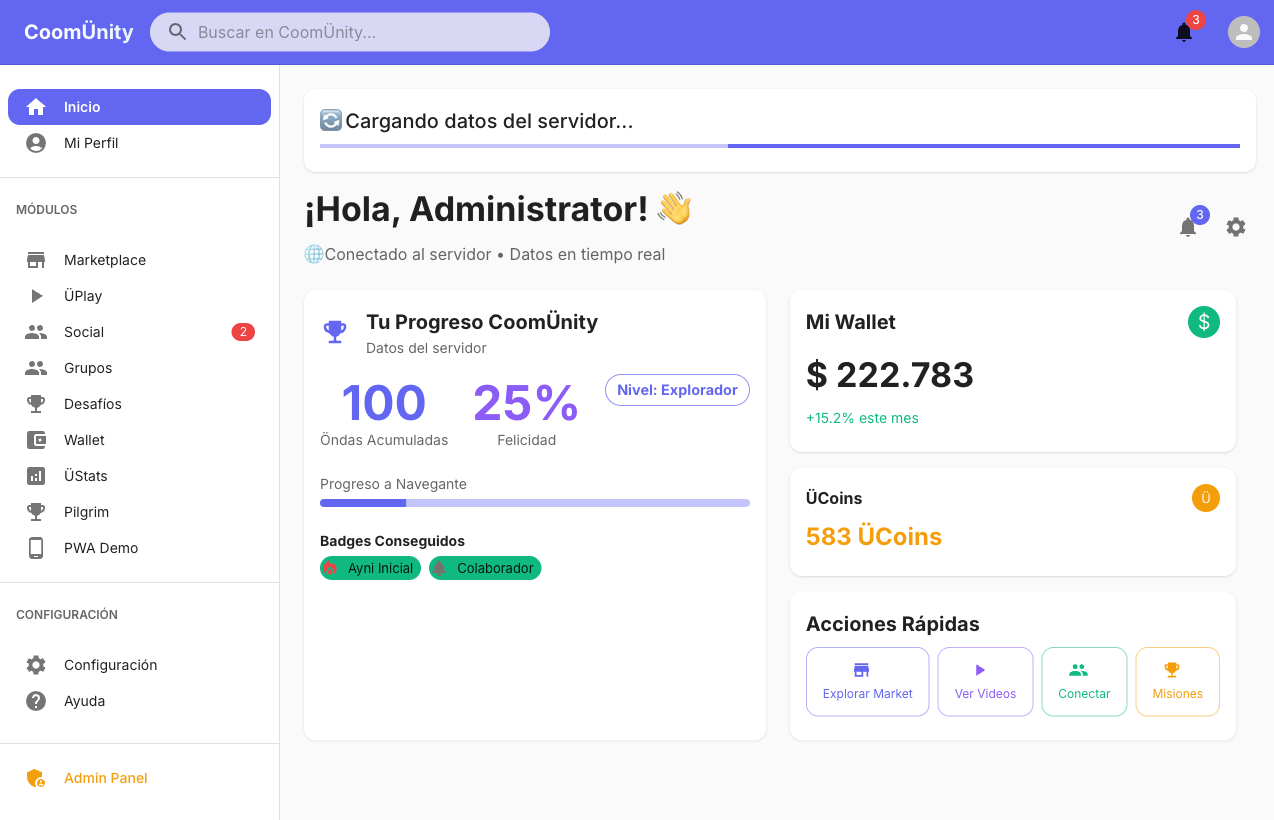 CoomÜnity
Buscar en CoomÜnity...
3
Inicio
Mi Perfil
MÓDULOS
Marketplace
ÜPlay
Social
2
Grupos
Desafíos
Wallet
ÜStats
Pilgrim
PWA Demo
CONFIGURACIÓN
Configuración
Ayuda
Admin Panel
Cargando datos del servidor...
¡Hola, Administrator! 👋
3
🌐Conectado al servidor • Datos en tiempo real
Tu Progreso CoomÜnity
Datos del servidor
100
Öndas Acumuladas
25%
Felicidad
Nivel: Explorador
Progreso a Navegante
Badges Conseguidos
Ayni Inicial
Colaborador
Mi Wallet
$
$ 222.783
+15.2% este mes
ÜCoins
Ü
583 ÜCoins
Acciones Rápidas
Explorar Market
Ver Videos
Conectar
Misiones